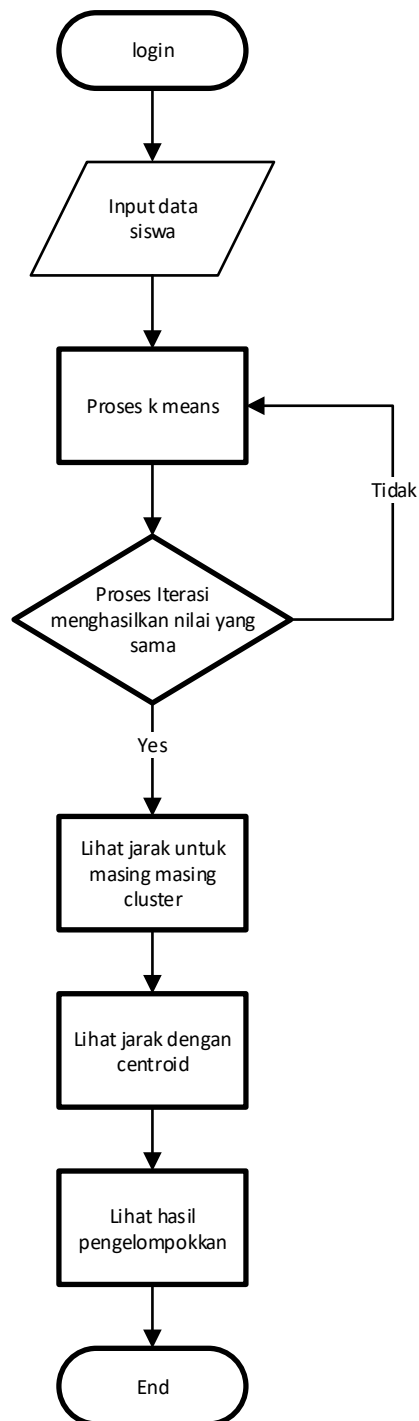 login
Input data
siswa
Proses k means
Tidak
Proses Iterasi
menghasilkan nilai yang
sama
Yes
Lihat jarak untuk
masing masing
cluster
Lihat jarak dengan
centroid
Lihat hasil
pengelompokkan
End